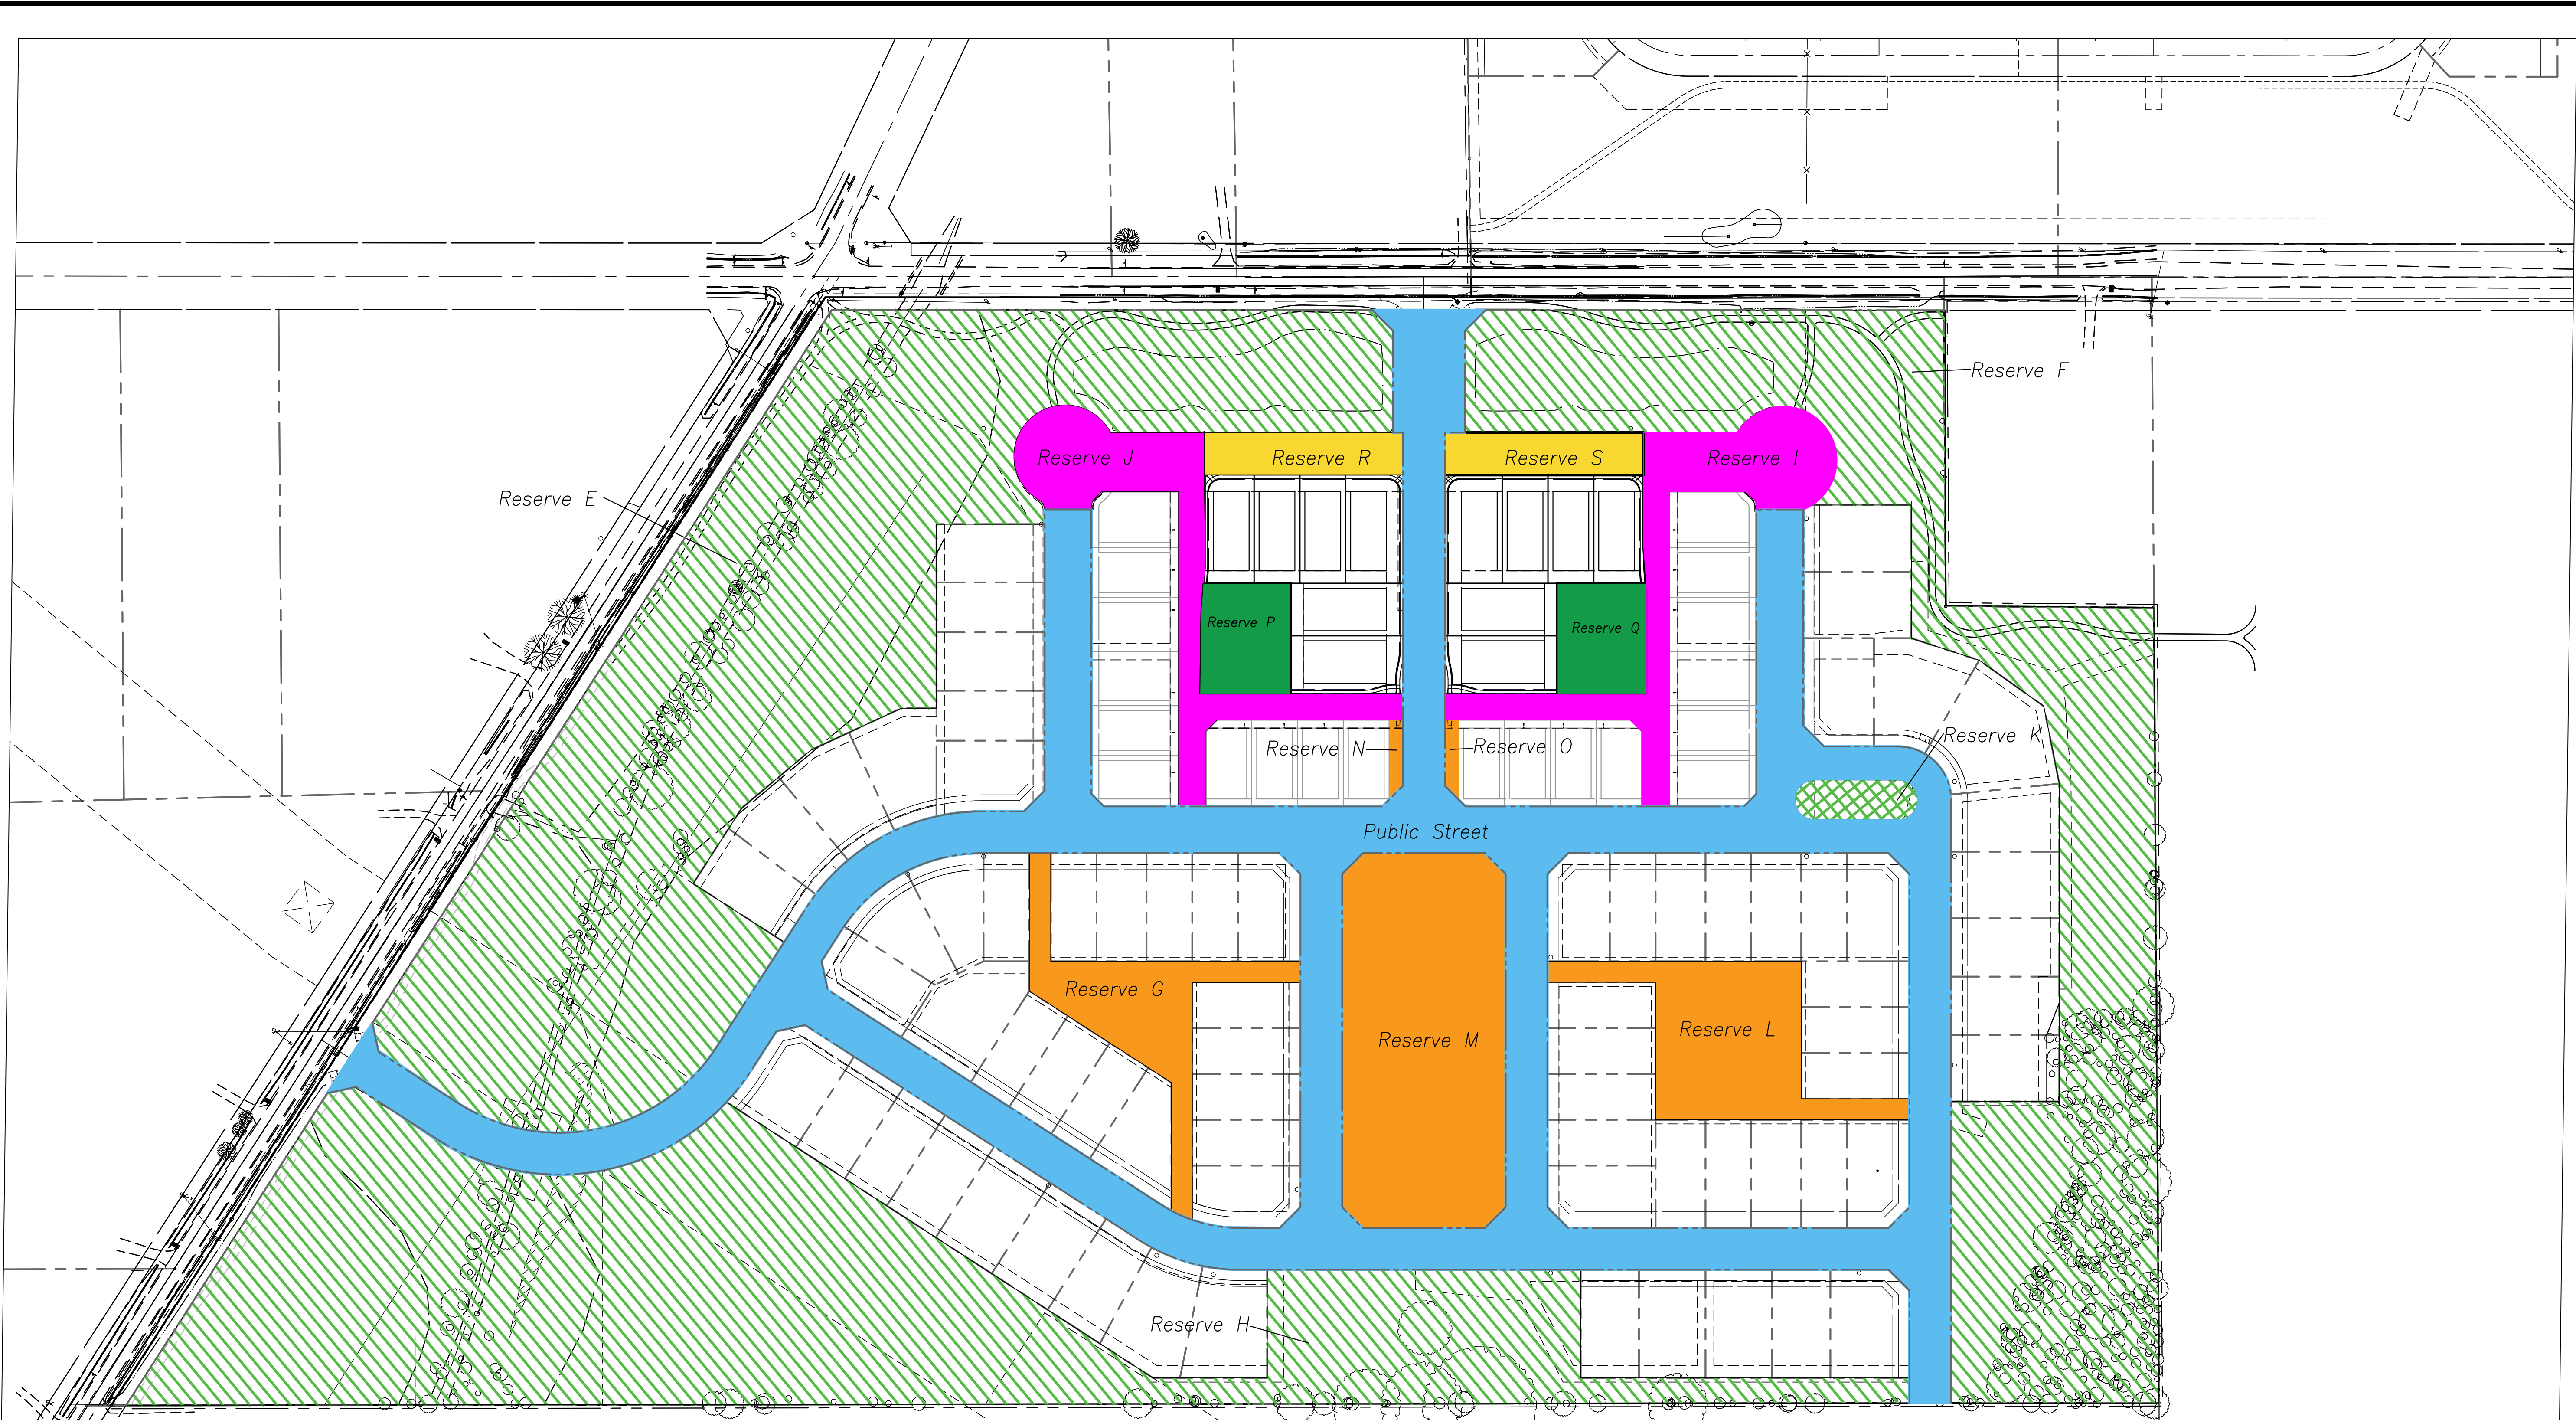 Reserve F
Reserve J
Reserve R
Reserve S
Reserve I
Reserve E
Reserve P
Reserve Q
Reserve N
Reserve O
Reserve K
Public Street
Reserve G
Reserve L
Reserve M
Reserve H